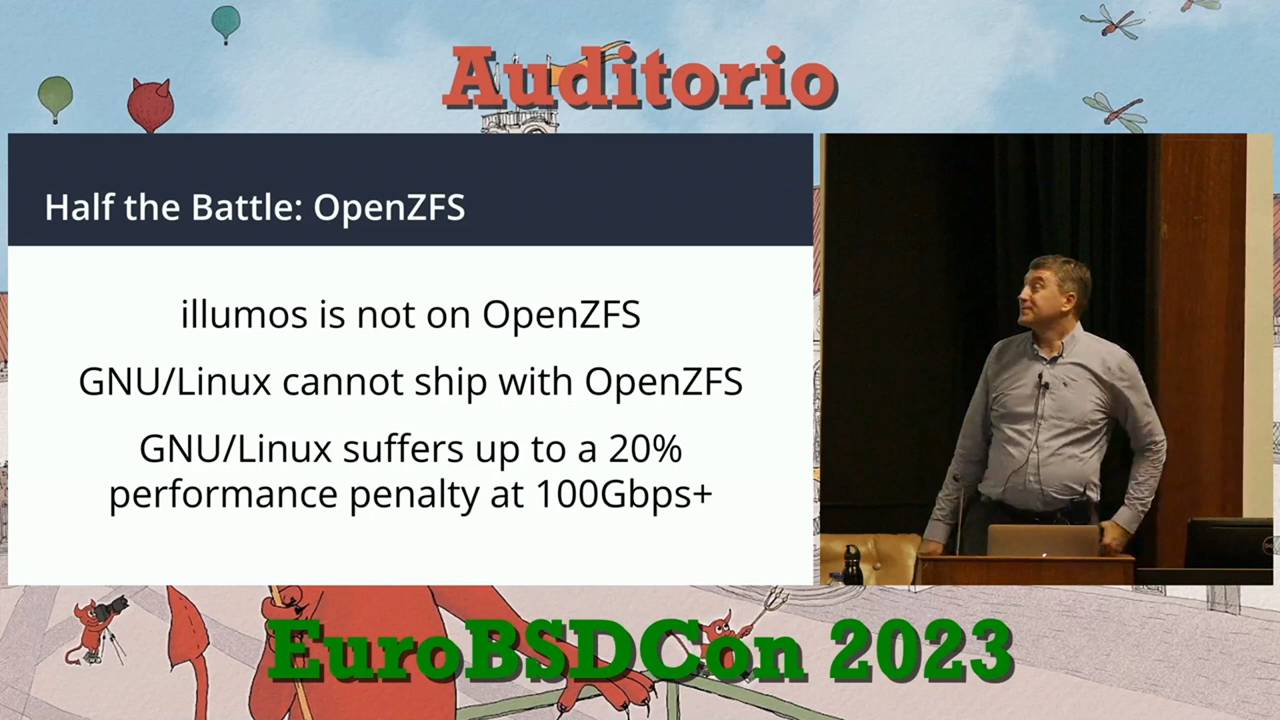 Auditorio
Half the Battle: OpenZFS
illumos is not on OpenZFS
GNU/Linux cannot ship with OpenZFS
GNU/Linux suffers up to a 20%
performance penalty at 100Gbps+
EuroBSDCon 2023